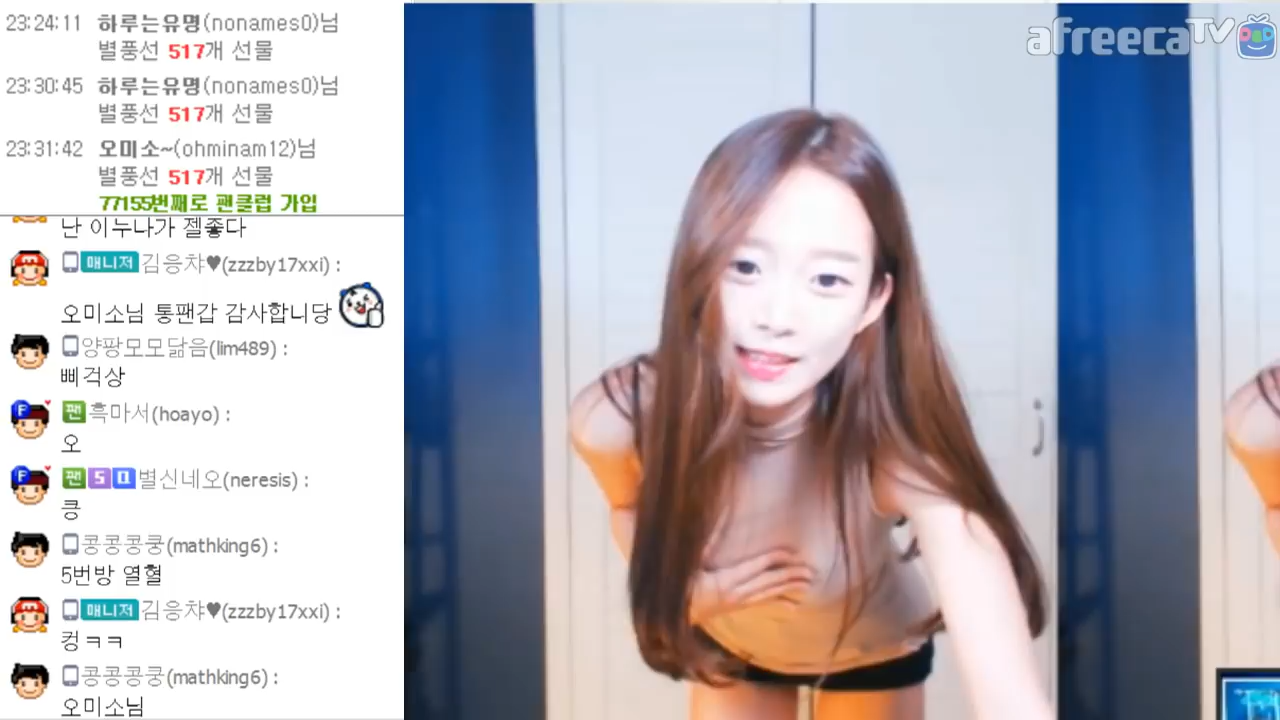 23:24:11 하루는유명(nonames0)님
별풍선 517개 선물
23:30:45 하루는유명(nonames0)님
별풍선 517개 선물
23:31:42 오미소~(ohminam12)님
별풍선 517개 선물
77155번째로 팬클럽 가입
난 이누나가 젤좋다
매니저 김응챠♥(zzzby17xxi) :
오미소님 통팬갑 감사합니당
양팡모모닮음(lim489) :
삐걱상
팬 흑마서(hoayo) :
오
팬 S Q 별신네오(neresis) :
킁
콩콩콩쿵(mathking6) :
5번방 열혈
매니저 김응챠♥(zzzby17xxi) :
컹ㅋㅋ
콩콩콩쿵(mathking6) :
오미소님
afreecaTV